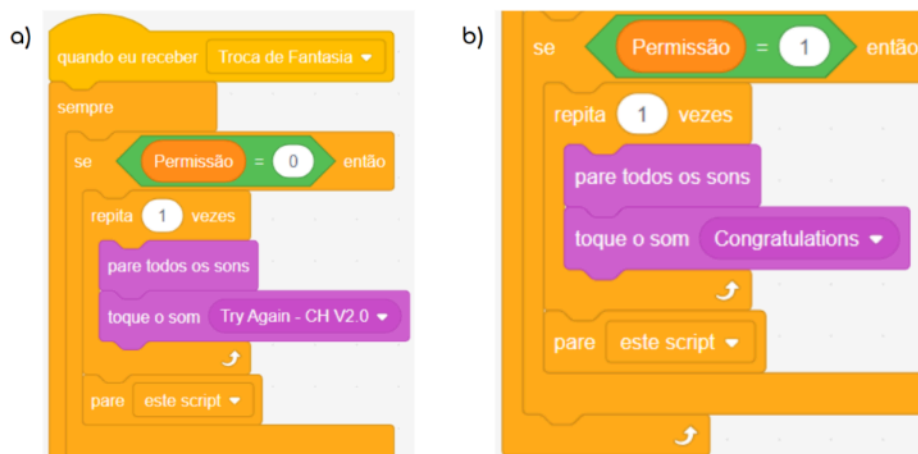 a)
quando eu receber Troca de Fantasia
sempre
se Permissão = 0 então
repita 1 vezes
pare todos os sons
toque o som Try Again - CH V2.0
pare este script
b)
se Permissão = 1 então
repita 1 vezes
pare todos os sons
toque o som Congratulations
pare este script